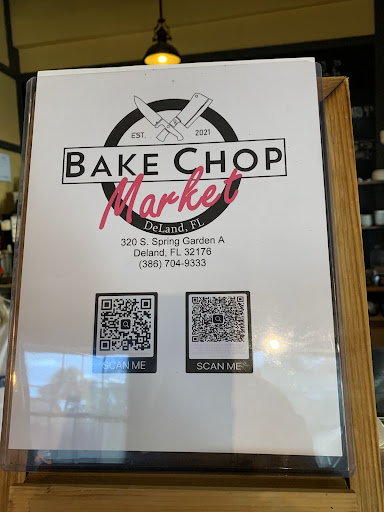 EST. 2021
BAKE CHOP
Market
DeLand, FL
320 S. Spring Garden A
Deland, FL 32176
(386) 704-9333
SCAN ME SCAN ME